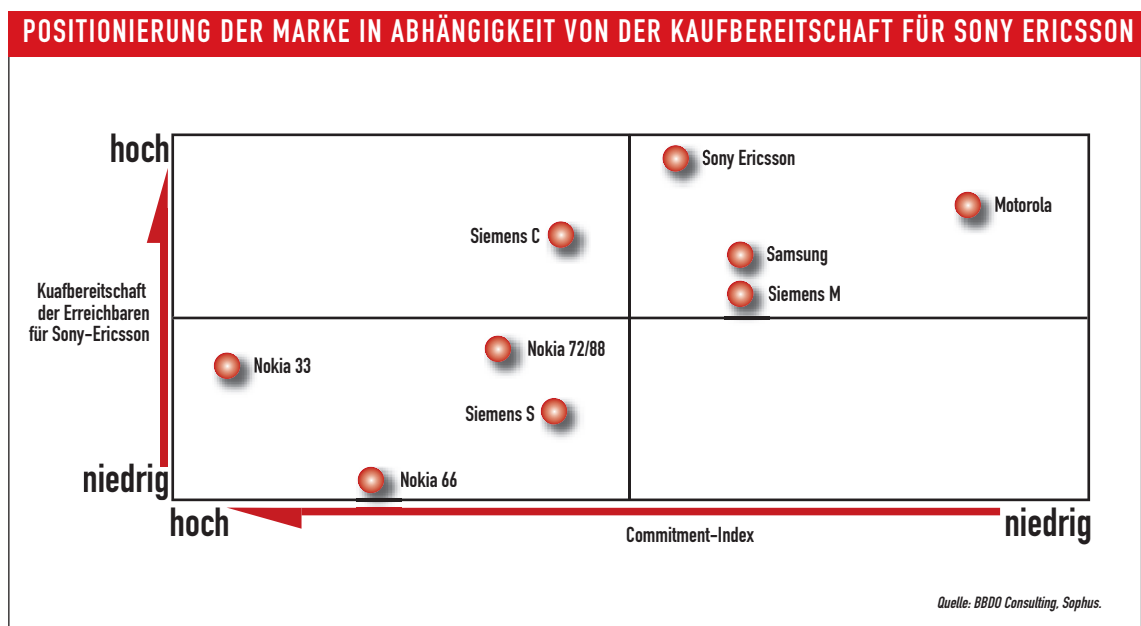 POSITIONIERUNG DER MARKE IN ABHÄNGIGKEIT VON DER KAUFBEREITSCHAFT FÜR SONY ERICSSON
hoch
Sony Ericsson
Motorola
Siemens C
Samsung
Siemens M
Kuafbereitschaft
der Erreichbaren
für Sony-Ericsson
Nokia 72/88
Nokia 33
Siemens S
Nokia 66
niedrig
hoch
niedrig
Commitment-Index
Quelle: BBDO Consulting, Sophus.